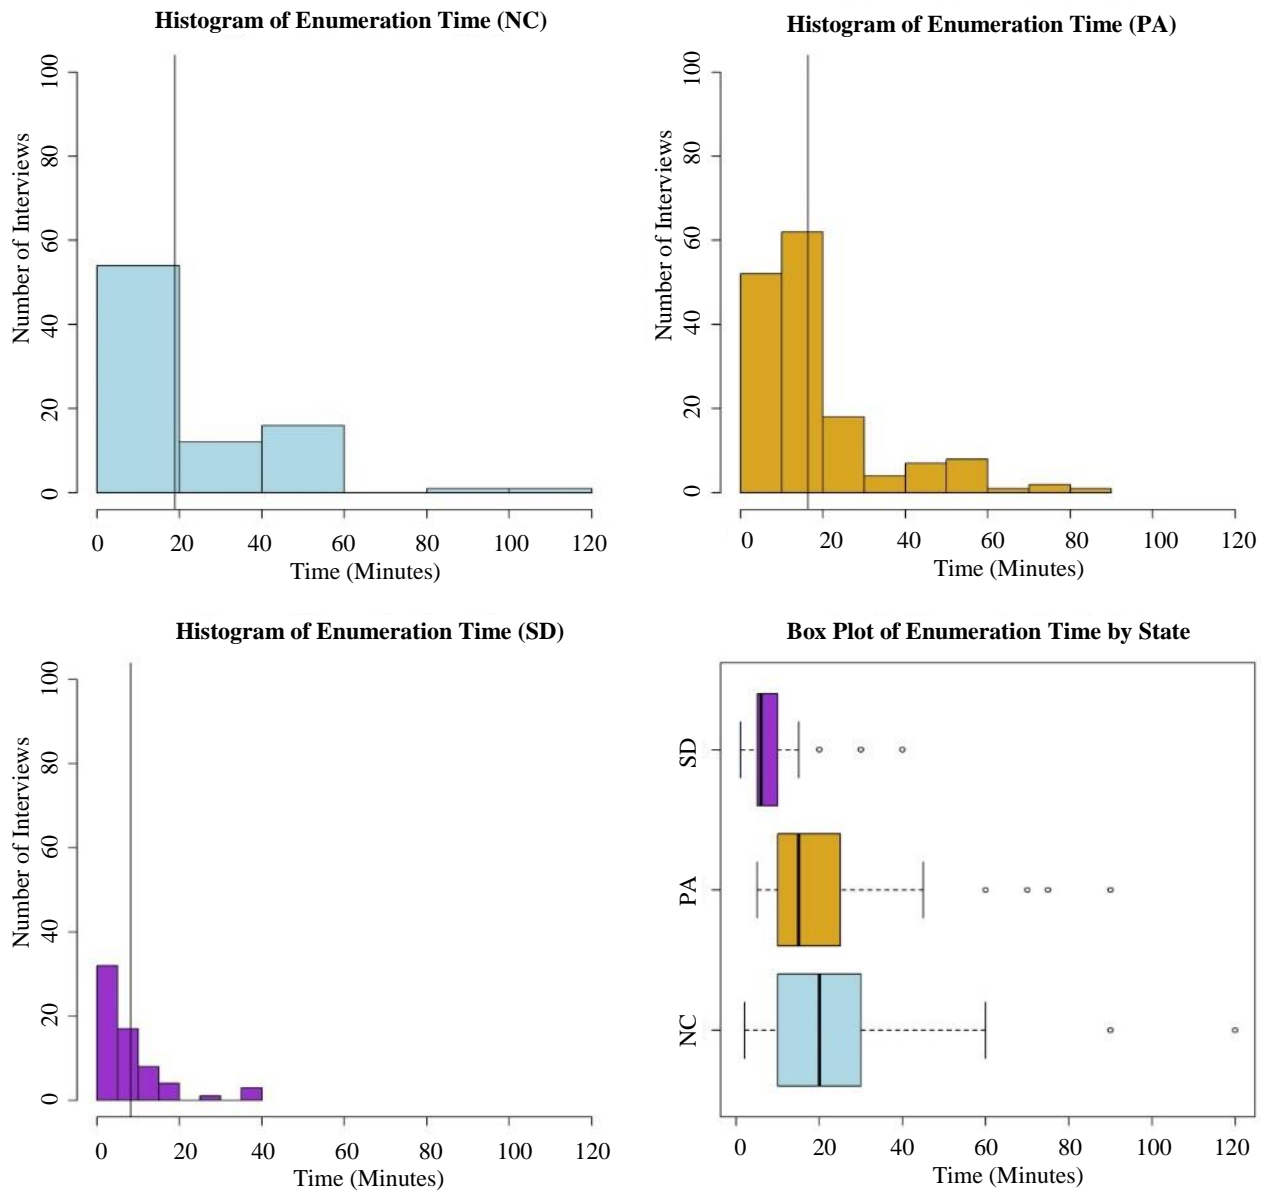 Histogram of Enumeration Time (NC)
Number of Interviews
100
80
60
40
20
0
0 20 40 60 80 100 120
Time (Minutes)
Histogram of Enumeration Time (PA)
Number of Interviews
100
80
60
40
20
0
0 20 40 60 80 100 120
Time (Minutes)
Histogram of Enumeration Time (SD)
Number of Interviews
100
80
60
40
20
0
0 20 40 60 80 100 120
Time (Minutes)
Box Plot of Enumeration Time by State
SD
PA
NC
0 20 40 60 80 100 120
Time (Minutes)